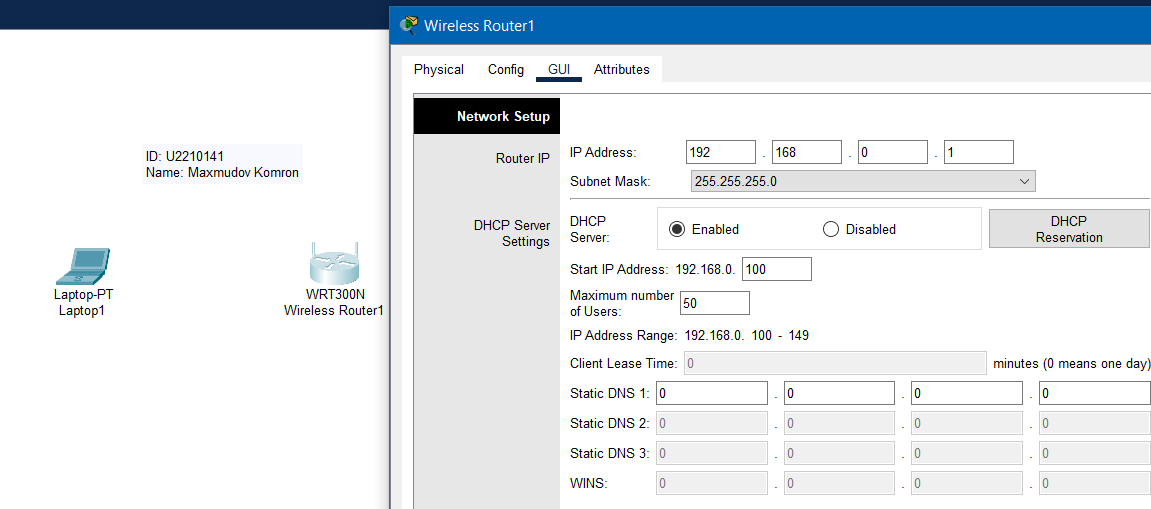 Wireless Router1
Physical Config GUI Attributes
ID: U2210141
Name: Maxmudov Komron
Laptop-PT
Laptop1
WRT300N
Wireless Router1
Network Setup
Router IP
IP Address: 192 . 168 . 0 . 1
Subnet Mask: 255.255.255.0
DHCP Server
Settings
DHCP
Server:
Enabled Disabled
DHCP
Reservation
Start IP Address: 192.168.0. 100
Maximum number
of Users:
50
IP Address Range: 192.168.0. 100 - 149
Client Lease Time: 0 minutes (0 means one day)
Static DNS 1: 0 . 0 . 0 . 0
Static DNS 2: 0 . 0 . 0 . 0
Static DNS 3: 0 . 0 . 0 . 0
WINS: 0 . 0 . 0 . 0